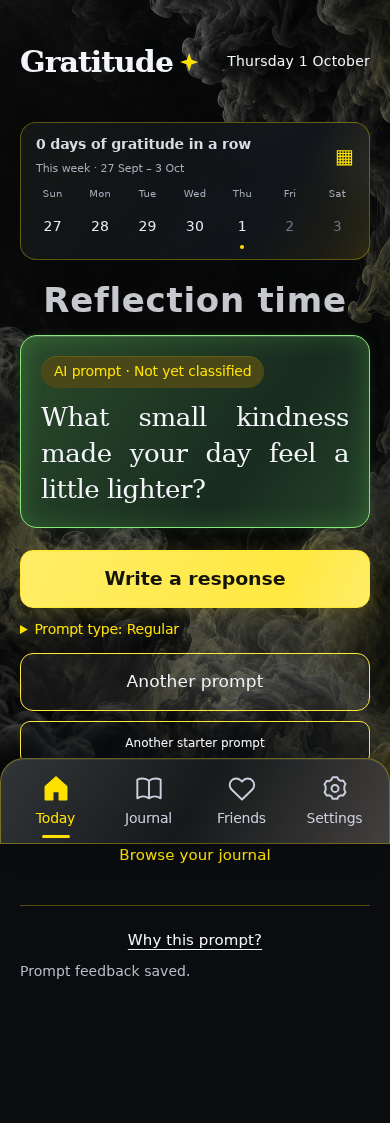 Gratitude
Thursday 1 October
0 days of gratitude in a row
This week · 27 Sept – 3 Oct
Sun Mon Tue Wed Thu Fri Sat
27 28 29 30 1 2 3
Reflection time
AI prompt · Not yet classified
What small kindness
made your day feel a
little lighter?
Write a response
Prompt type: Regular
Another prompt
Another starter prompt
Today Journal Friends Settings
Browse your journal
Why this prompt?
Prompt feedback saved.